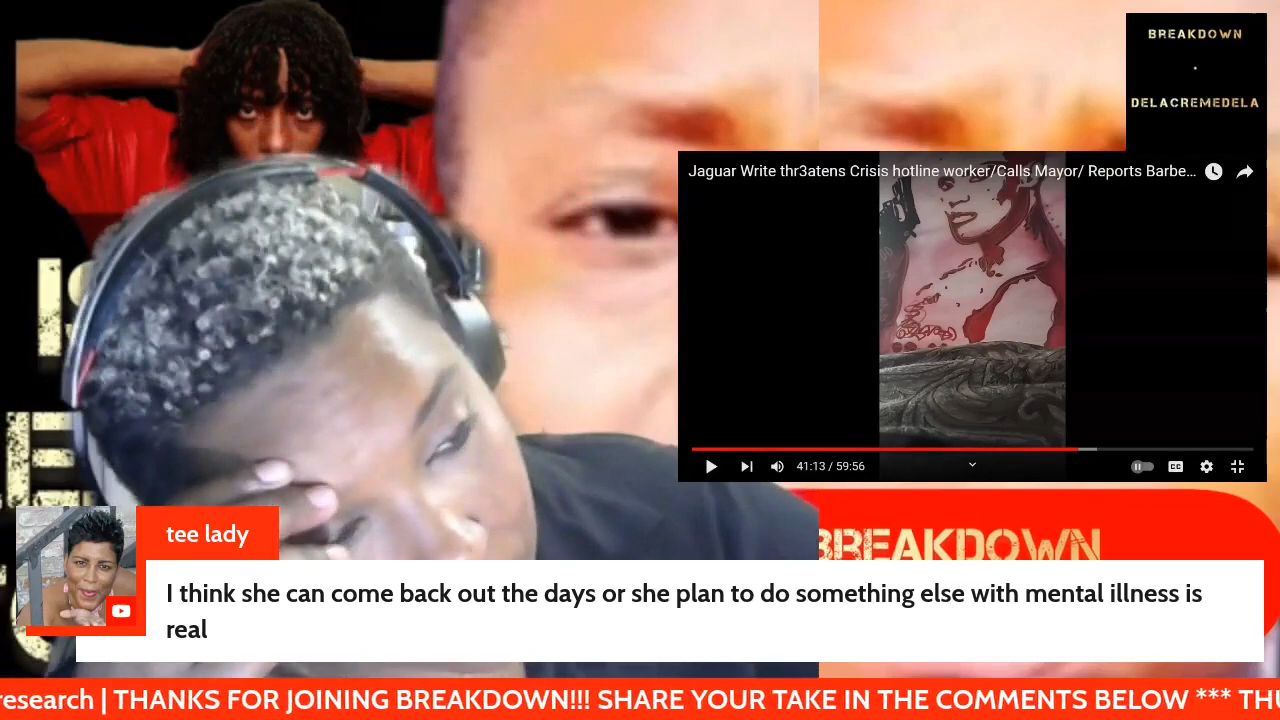 BREAKDOWN
DELACREMEDELA
Jaguar Write thr3atens Crisis hotline worker/Calls Mayor/ Reports Barbe...
41:13 / 59:56
CC
BREAKDOWN
tee lady
I think she can come back out the days or she plan to do something else with mental illness is
real
research | THANKS FOR JOINING BREAKDOWN!!! SHARE YOUR TAKE IN THE COMMENTS BELOW ***